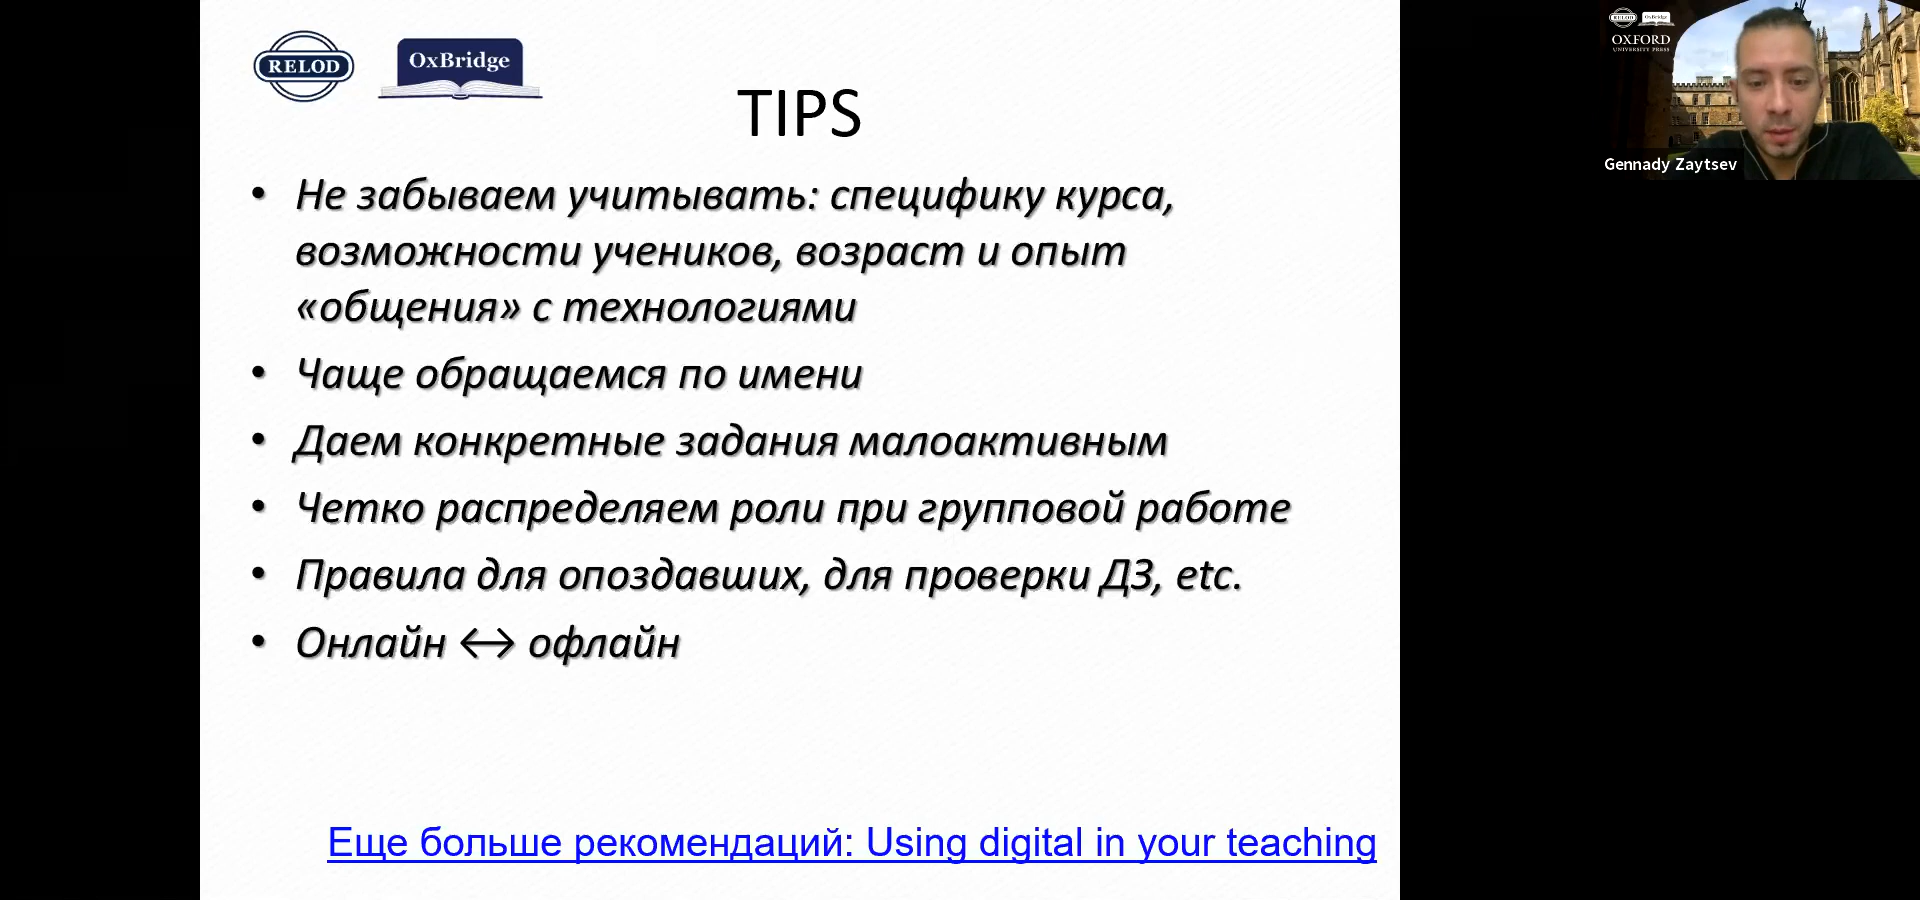 RELOD
OxBridge
TIPS
• Не забываем учитывать: специфику курса,
возможности учеников, возраст и опыт
«общения» с технологиями
• Чаще обращаемся по имени
• Даем конкретные задания малоактивным
• Четко распределяем роли при групповой работе
• Правила для опоздавших, для проверки ДЗ, etc.
• Онлайн ↔ офлайн
Еще больше рекомендаций: Using digital in your teaching
RELOD
OxBridge
OXFORD
UNIVERSITY PRESS
Gennady Zaytsev